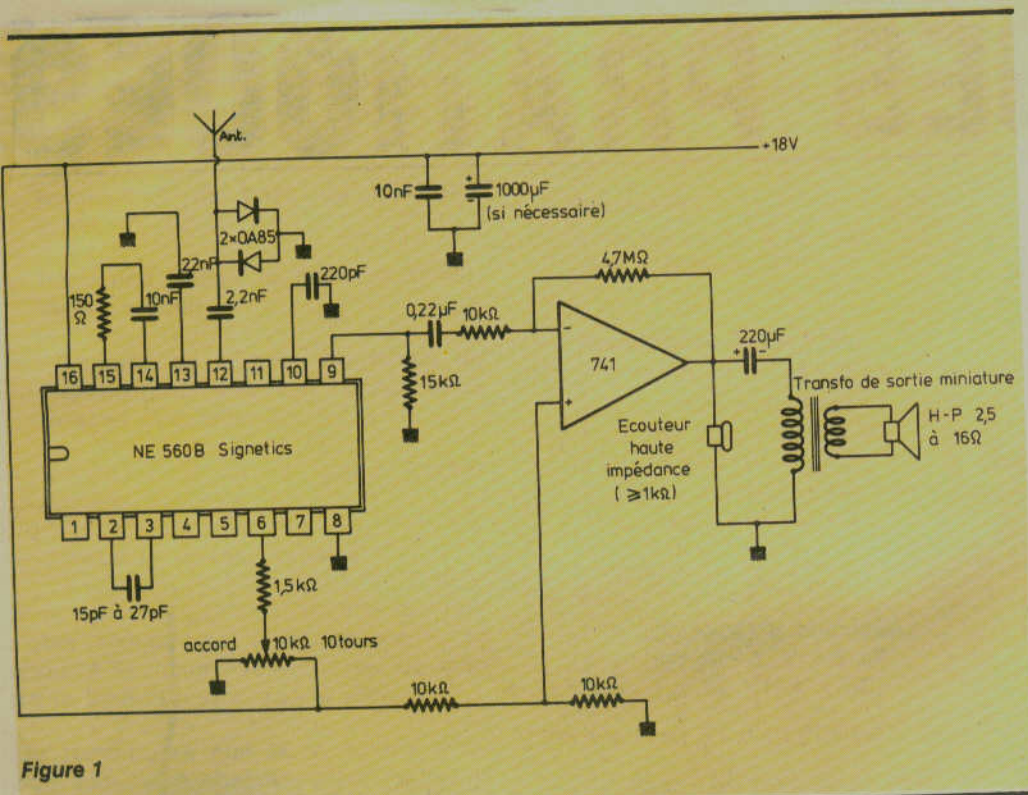 Ant.
+18V
10nF
+
-
1000µF
(si nécessaire)
2×OA85
22nF
220pF
150
Ω
10nF
2,2nF
4,7MΩ
0,22µF
10kΩ
-
741
+
15kΩ
220µF
+
-
Transfo de sortie miniature
H-P 2,5
à 16Ω
Ecouteur
haute
impédance
( ≥1kΩ)
16
15
14
13
12
11
10
9
NE 560B Signetics
1
2
3
4
5
6
7
8
15pF à 27pF
1,5kΩ
accord
10kΩ 10tours
10kΩ
10kΩ
Figure 1